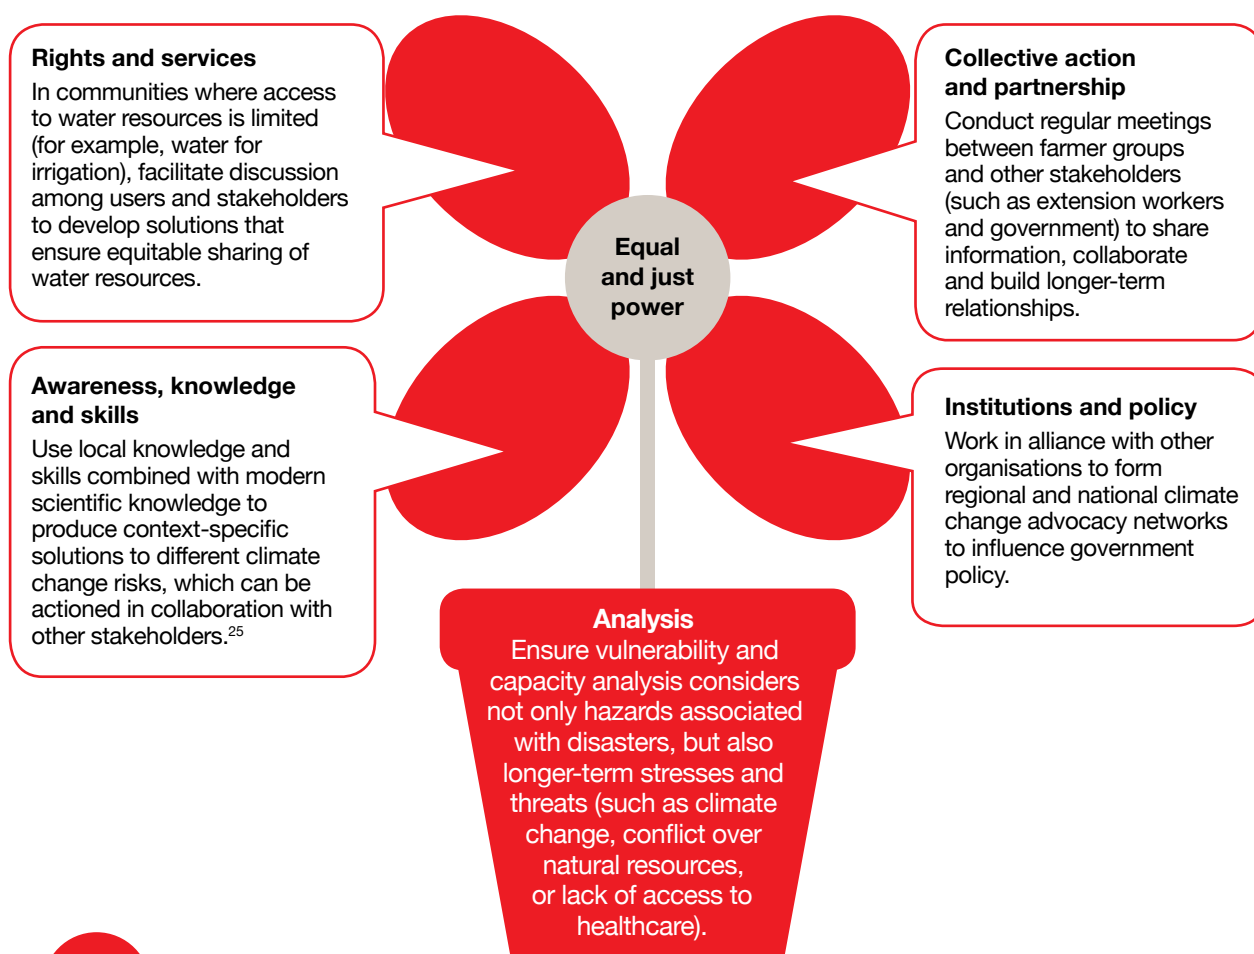 Rights and services
In communities where access
to water resources is limited
(for example, water for
irrigation), facilitate discussion
among users and stakeholders
to develop solutions that
ensure equitable sharing of
water resources.
Collective action
and partnership
Conduct regular meetings
between farmer groups
and other stakeholders
(such as extension workers
and government) to share
information, collaborate
and build longer-term
relationships.
Equal
and just
power
Awareness, knowledge
and skills
Use local knowledge and
skills combined with modern
scientific knowledge to
produce context-specific
solutions to different climate
change risks, which can be
actioned in collaboration with
other stakeholders.²⁵
Institutions and policy
Work in alliance with other
organisations to form
regional and national climate
change advocacy networks
to influence government
policy.
Analysis
Ensure vulnerability and
capacity analysis considers
not only hazards associated
with disasters, but also
longer-term stresses and
threats (such as climate
change, conflict over
natural resources,
or lack of access to
healthcare).